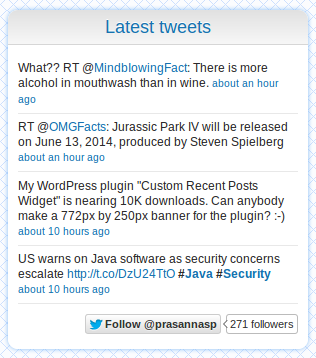 Latest tweets
What?? RT @MindblowingFact: There is more
alcohol in mouthwash than in wine. about an hour
ago
RT @OMGFacts: Jurassic Park IV will be released
on June 13, 2014, produced by Steven Spielberg
about an hour ago
My WordPress plugin "Custom Recent Posts
Widget" is nearing 10K downloads. Can anybody
make a 772px by 250px banner for the plugin? :-)
about 10 hours ago
US warns on Java software as security concerns
escalate http://t.co/DzU24TtO #Java #Security
about 10 hours ago
Follow @prasannasp 271 followers